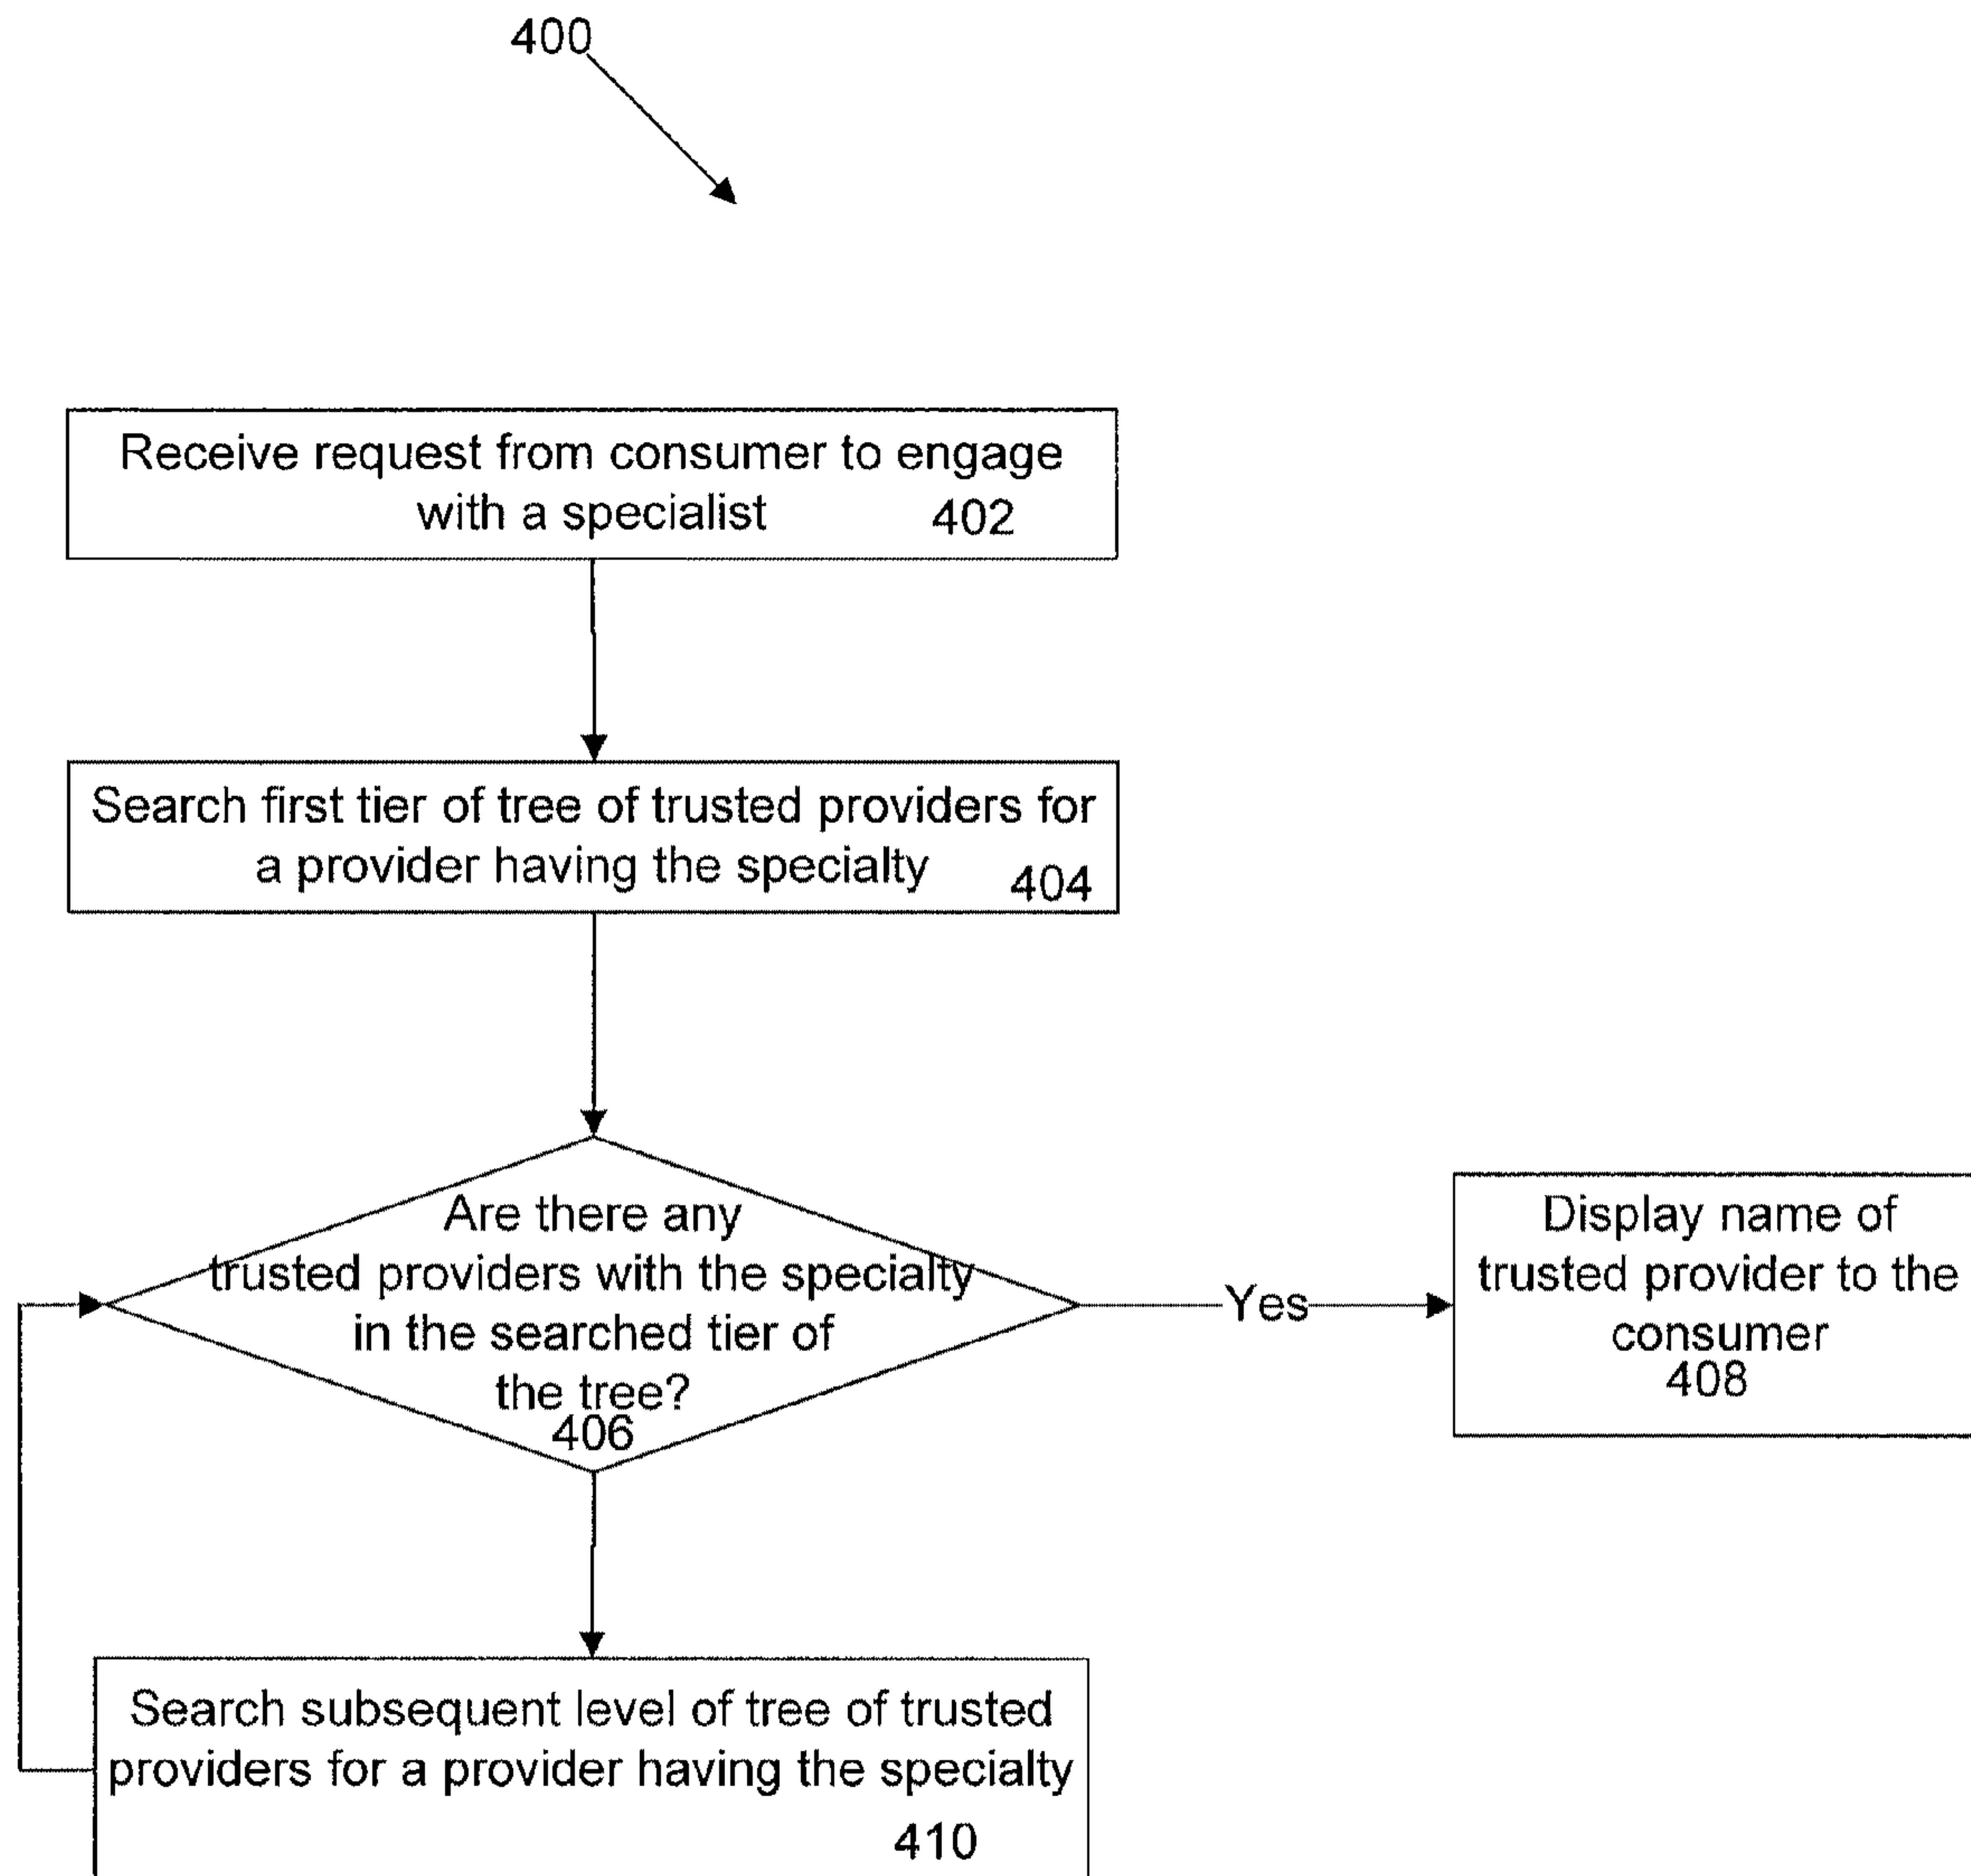 400
Receive request from consumer to engage
with a specialist 402
Search first tier of tree of trusted providers for
a provider having the specialty 404
Are there any
trusted providers with the specialty
in the searched tier of
the tree?
406
Yes
Display name of
trusted provider to the
consumer
408
Search subsequent level of tree of trusted
providers for a provider having the specialty
410